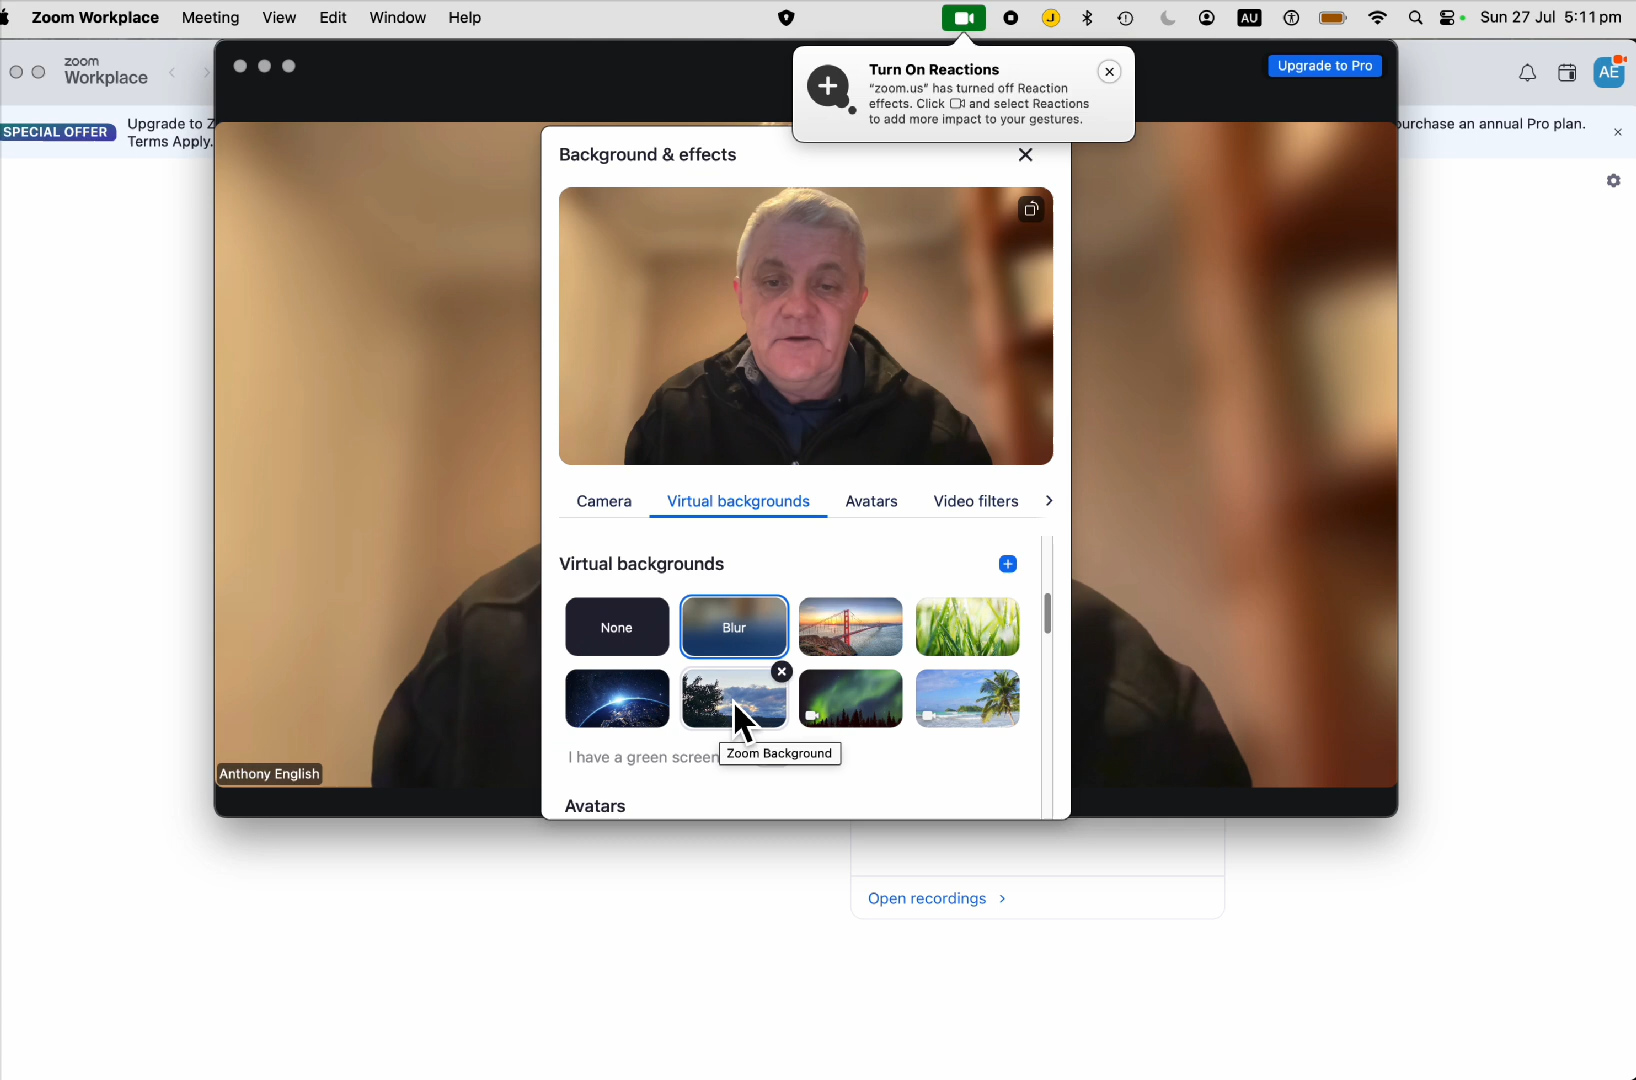 Zoom Workplace Meeting View Edit Window Help
J
AU
Sun 27 Jul 5:11 pm
zoom
Workplace
Turn On Reactions
"zoom.us" has turned off Reaction
effects. Click and select Reactions
to add more impact to your gestures.
Upgrade to Pro
AE
SPECIAL OFFER
Upgrade to Z
Terms Apply.
urchase an annual Pro plan.
Background & effects
Camera Virtual backgrounds Avatars Video filters
Virtual backgrounds
None
Blur
I have a green screen
Zoom Background
Avatars
Anthony English
Open recordings